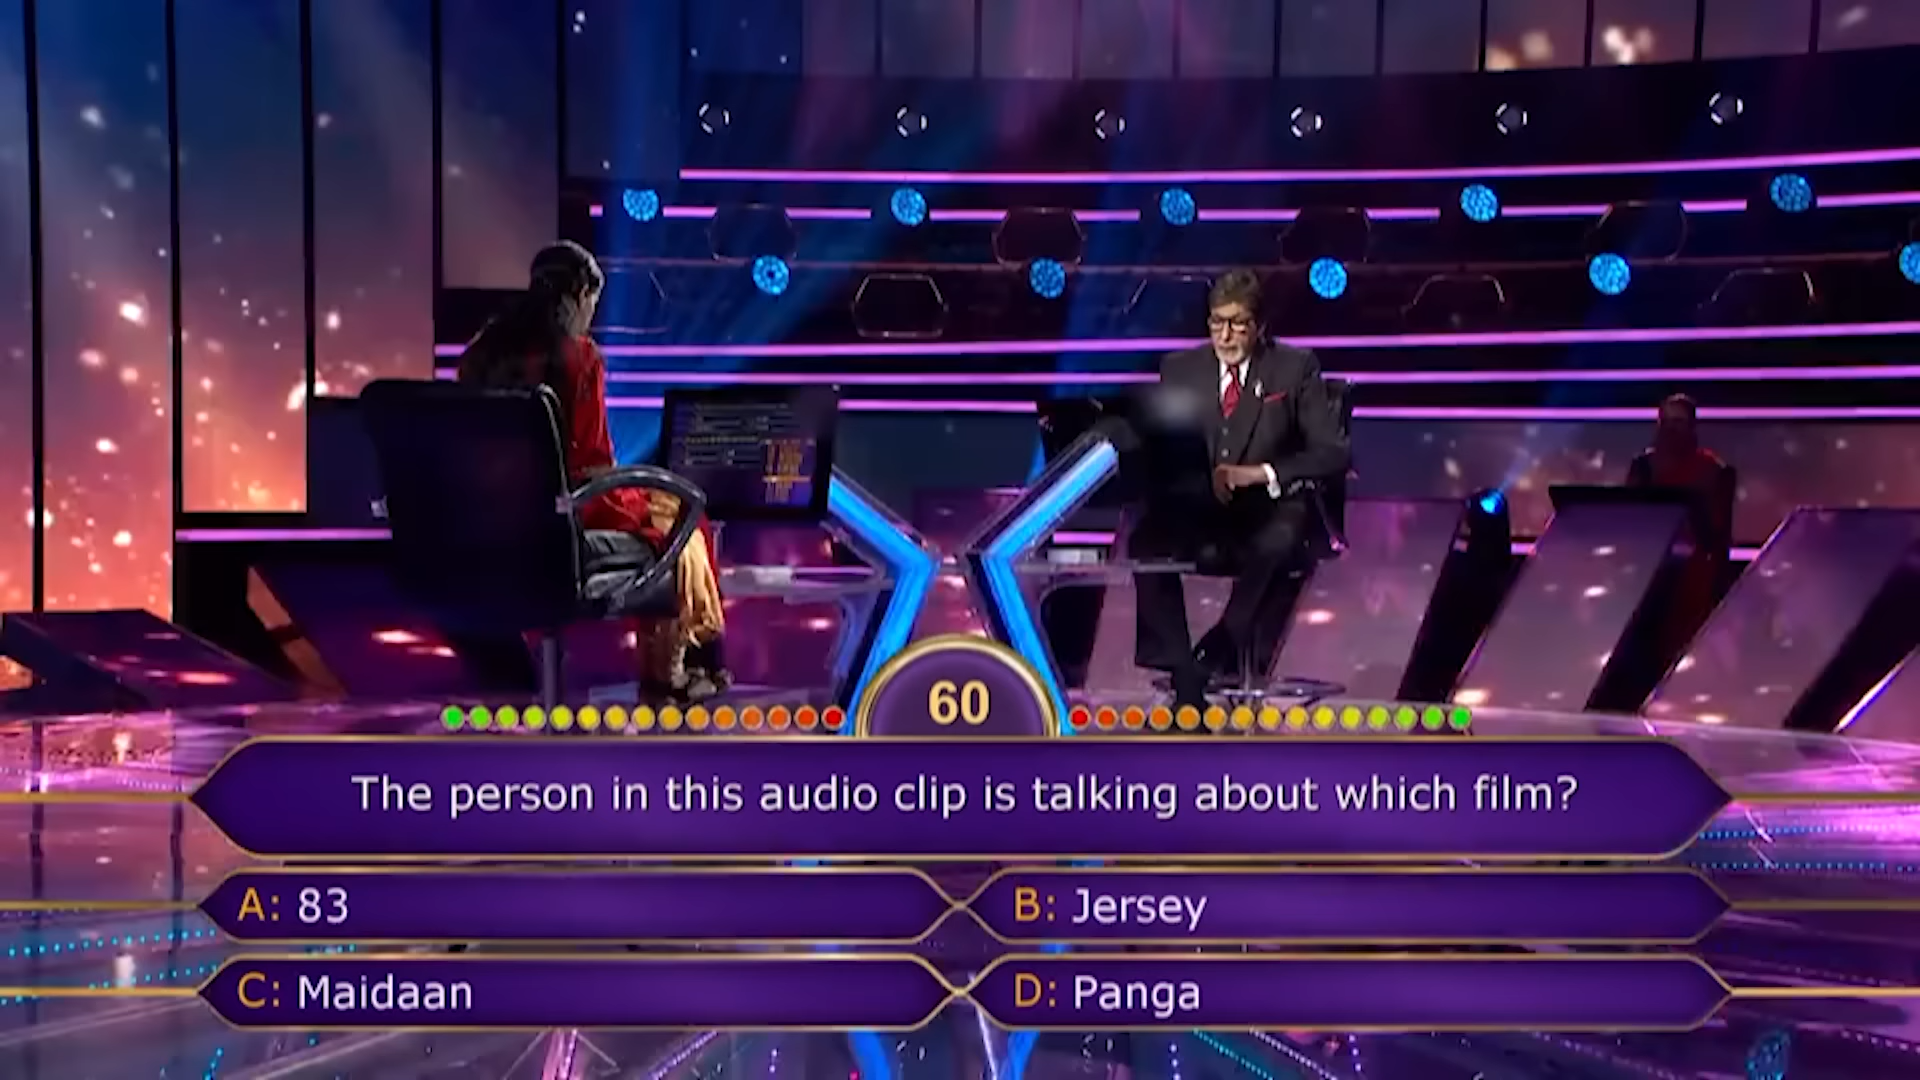 60
The person in this audio clip is talking about which film?
A: 83
B: Jersey
C: Maidaan
D: Panga